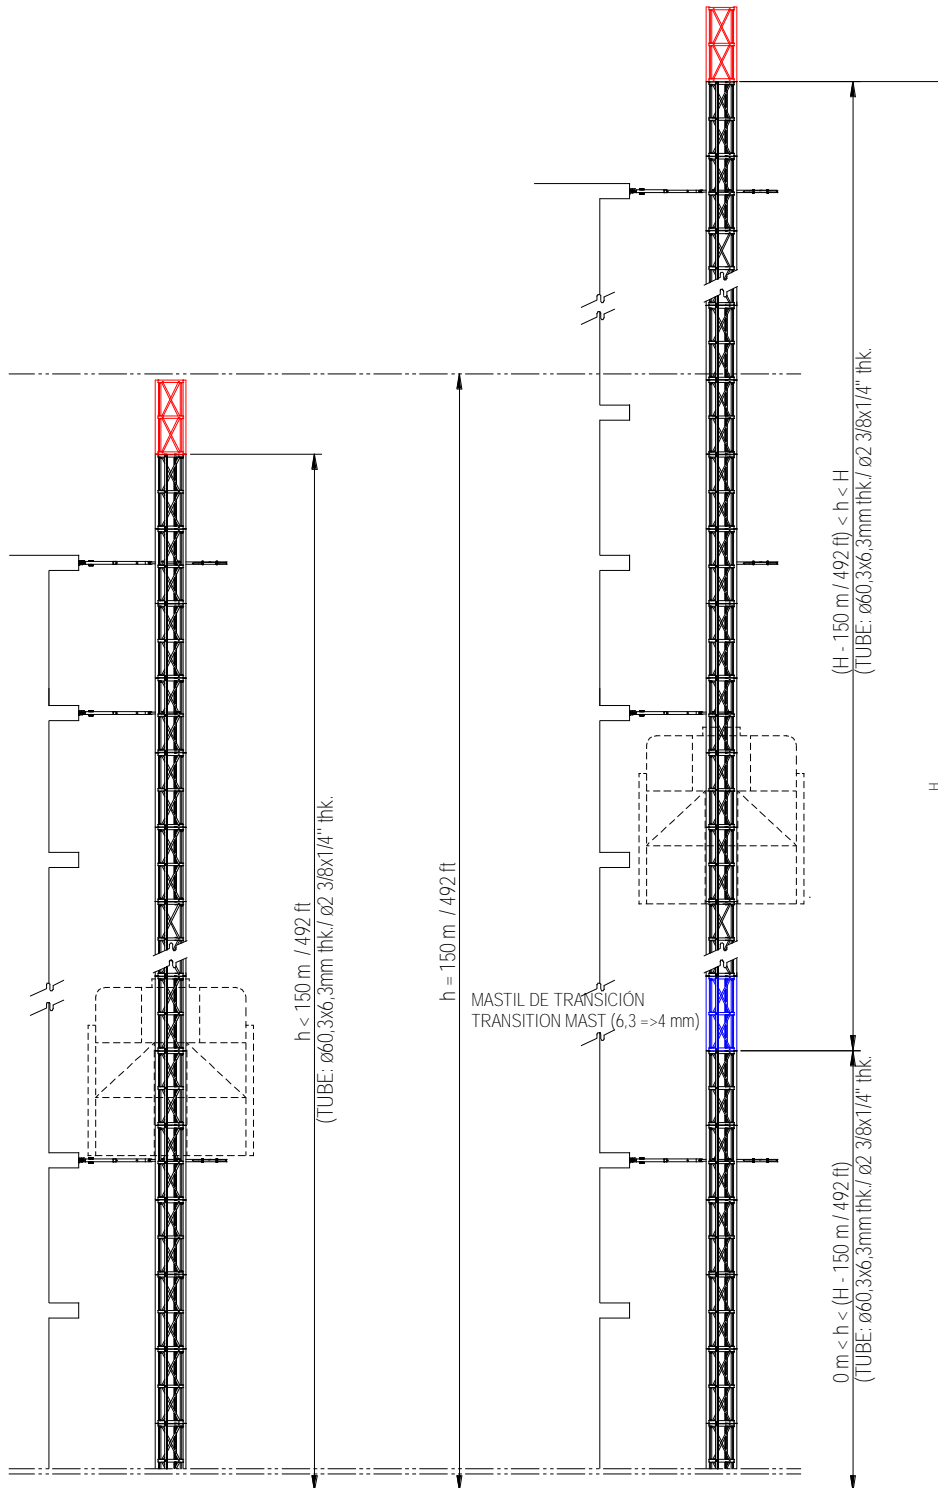 h < 150 m / 492 ft
(TUBE: ø60,3x6,3mm thk./ ø2 3/8x1/4" thk.
h = 150 m / 492 ft
MASTIL DE TRANSICIÓN
TRANSITION MAST (6,3 =>4 mm)
(H - 150 m / 492 ft) < h < H
(TUBE: ø60,3x6,3mm thk./ ø2 3/8x1/4" thk.
0 m < h < (H - 150 m / 492 ft)
(TUBE: ø60,3x6,3mm thk./ ø2 3/8x1/4" thk.
H